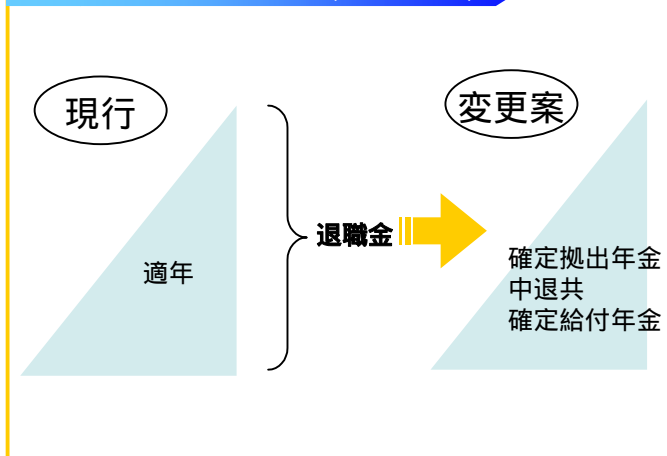 現行
変更案
退職金
適年
確定拠出年金
中退共
確定給付年金